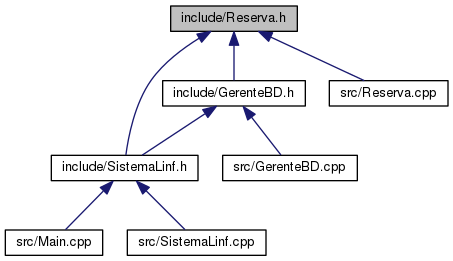 include/Reserva.h
include/GerenteBD.h
src/Reserva.cpp
include/SistemaLinf.h
src/GerenteBD.cpp
src/Main.cpp
src/SistemaLinf.cpp